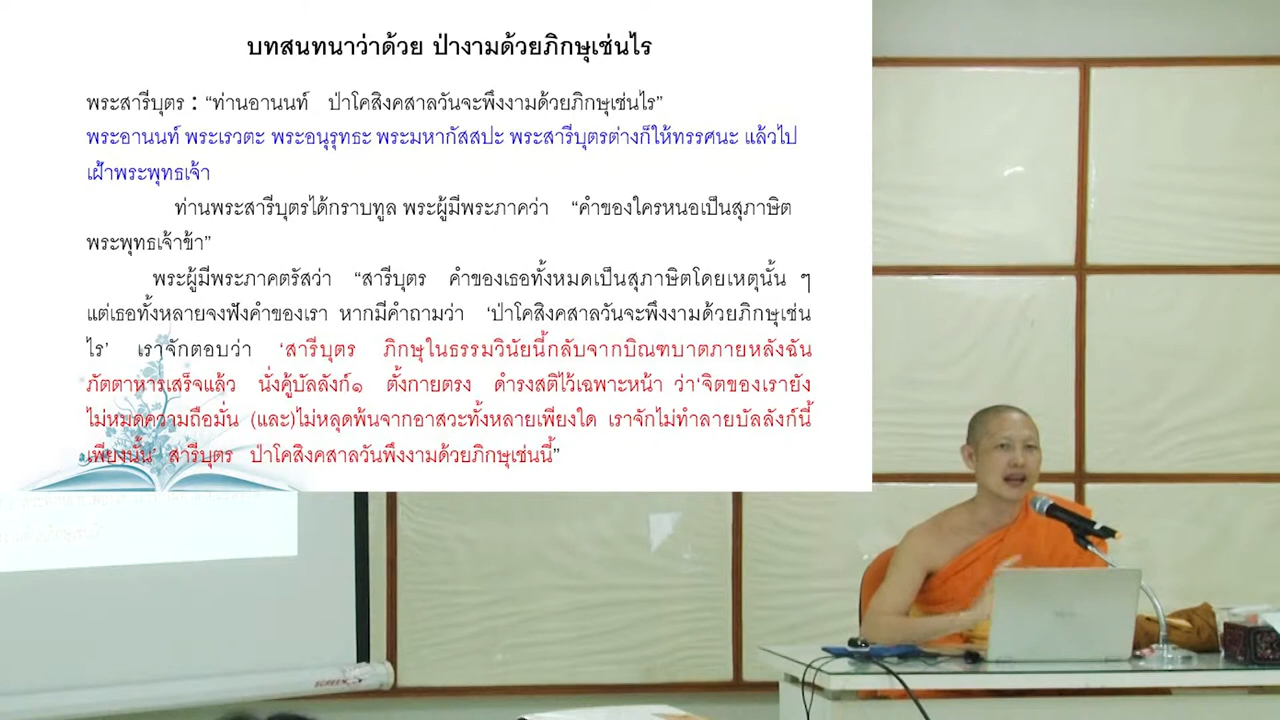 บทสนทนาว่าด้วย ป่างามด้วยภิกษุเช่นไร
พระสารีบุตร : “ท่านอานนท์ ป่าโคสิงคสาลวันจะพึงงามด้วยภิกษุเช่นไร”
พระอานนท์ พระเรวตะ พระอนุรุทธะ พระมหากัสสปะ พระสารีบุตรต่างก็ให้ทรรศนะ แล้วไป
เฝ้าพระพุทธเจ้า
ท่านพระสารีบุตรได้กราบทูล พระผู้มีพระภาคว่า “คำของใครหนอเป็นสุภาษิต
พระพุทธเจ้าข้า”
พระผู้มีพระภาคตรัสว่า “สารีบุตร คำของเธอทั้งหมดเป็นสุภาษิตโดยเหตุนั้น ๆ
แต่เธอทั้งหลายจงฟังคำของเรา หากมีคำถามว่า ‘ป่าโคสิงคสาลวันจะพึงงามด้วยภิกษุเช่น
ไร’ เราจักตอบว่า ‘สารีบุตร ภิกษุในธรรมวินัยนี้กลับจากบิณฑบาตภายหลังฉัน
ภัตตาหารเสร็จแล้ว นั่งคู้บัลลังก์๑ ตั้งกายตรง ดำรงสติไว้เฉพาะหน้า ว่า‘จิตของเรายัง
ไม่หมดความถือมั่น (และ)ไม่หลุดพ้นจากอาสวะทั้งหลายเพียงใด เราจักไม่ทำลายบัลลังก์นี้
เพียงนั้น’ สารีบุตร ป่าโคสิงคสาลวันพึงงามด้วยภิกษุเช่นนี้”
SCREEN